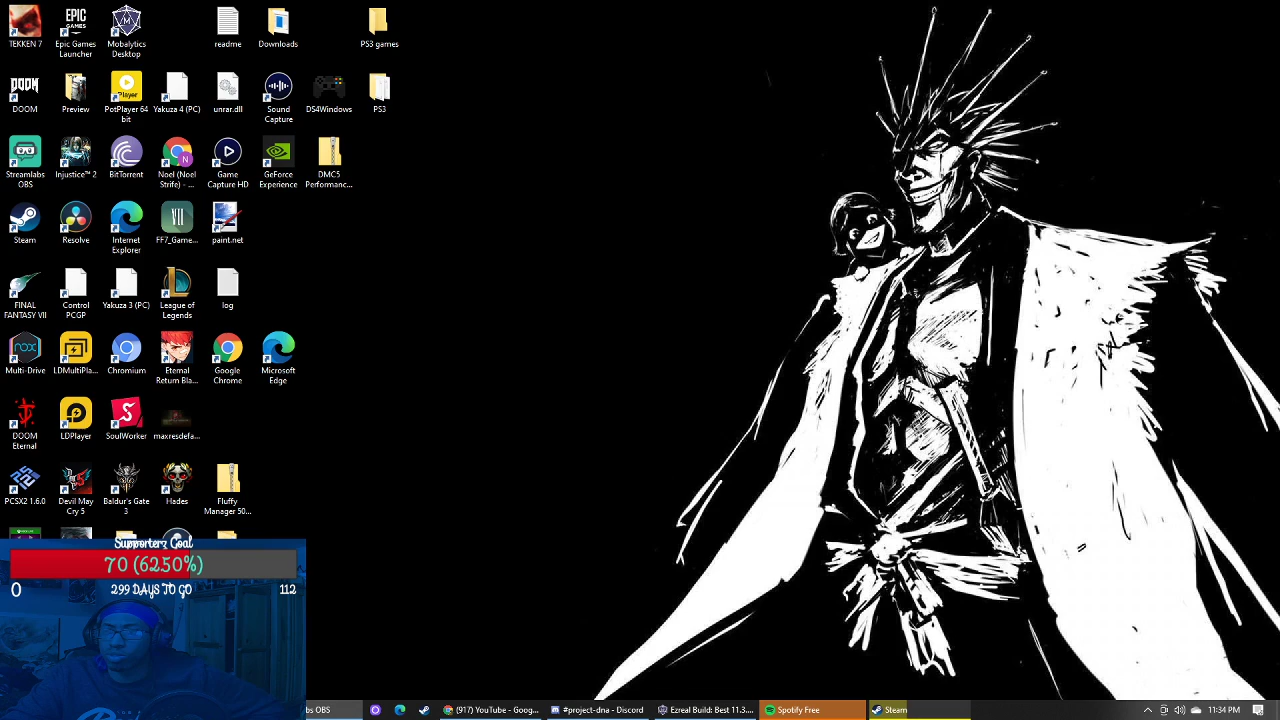 TEKKEN 7
Epic Games
Launcher
Mobalytics
Desktop
readme
Downloads
PS3 games
DOOM
Preview
PotPlayer 64
bit
Yakuza 4 (PC)
unrar.dll
Sound
Capture
DS4Windows
PS3
Streamlabs
OBS
Injustice™ 2
BitTorrent
Noel (Noel
Strife) - ...
Game
Capture HD
GeForce
Experience
DMC5
Performanc...
Steam
Resolve
Internet
Explorer
FF7_Game...
paint.net
FINAL
FANTASY VII
Control
PCGP
Yakuza 3 (PC)
League of
Legends
log
Multi-Drive
LDMultiPla...
Chromium
Eternal
Return Bla...
Google
Chrome
Microsoft
Edge
DOOM
Eternal
LDPlayer
SoulWorker
maxresdefa...
PCSX2 1.6.0
Devil May
Cry 5
Baldur's Gate
3
Hades
Fluffy
Manager 50...
Supporterz Goal
70 (62.50%)
0
299 DAYS TO GO
112
bs OBS
(917) YouTube - Goog...
#project-dna - Discord
Ezreal Build: Best 11.3...
Spotify Free
Steam
11:34 PM